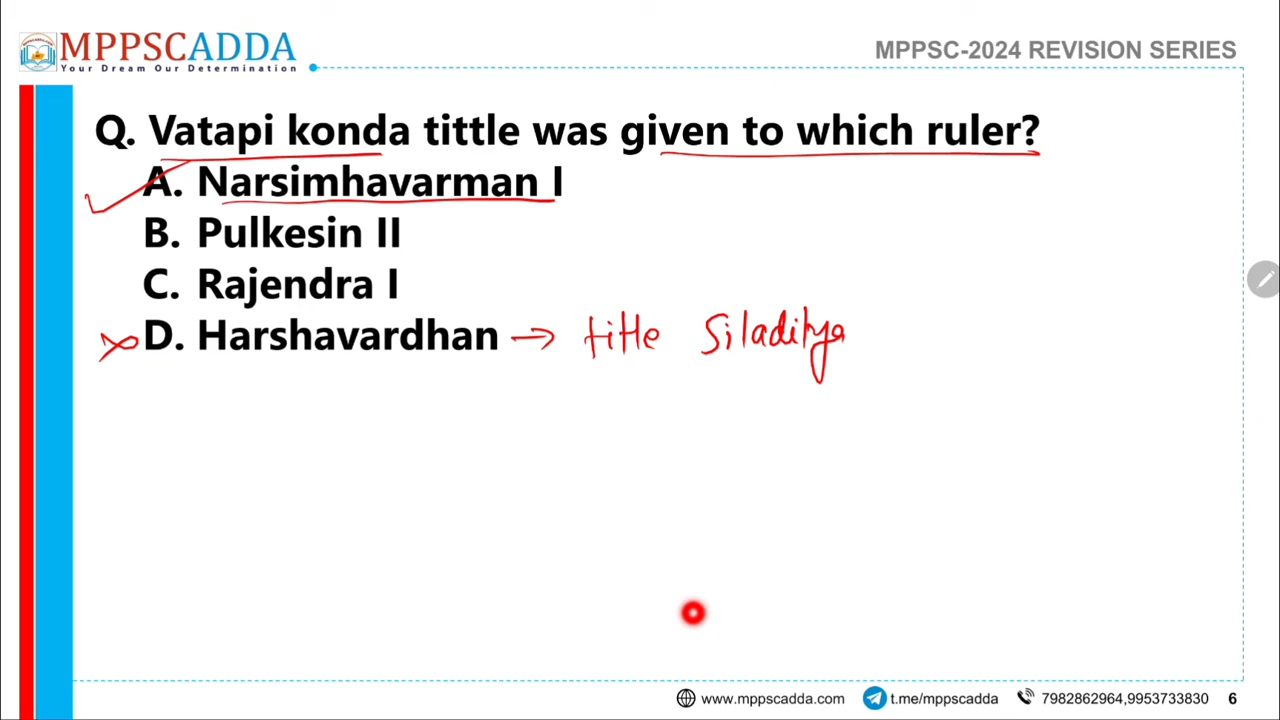 MPPSCADDA
Your Dream Our Determination
MPPSC-2024 REVISION SERIES
Q. Vatapi konda tittle was given to which ruler?
A. Narsimhavarman I
B. Pulkesin II
C. Rajendra I
D. Harshavardhan → title Siladitya
www.mppscadda.com t.me/mppscadda 7982862964,9953733830 6